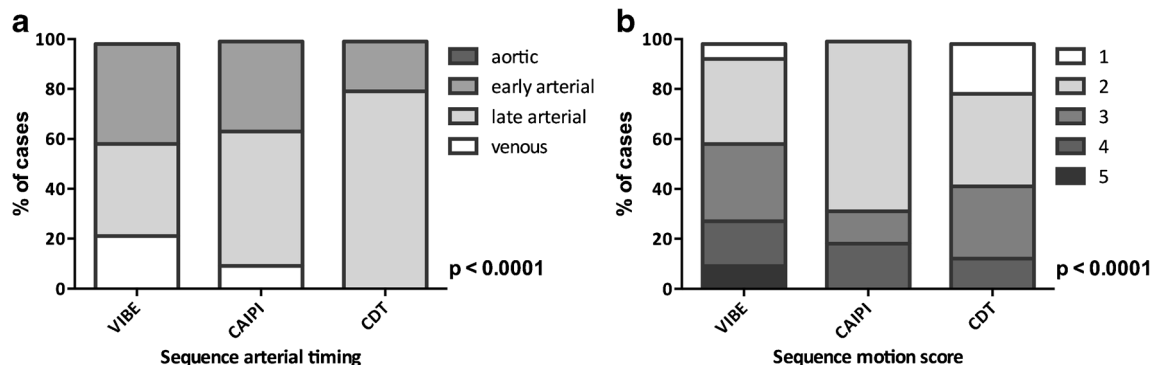 a
100
80
60
40
20
0
% of cases
VIBE
CAIPI
CDT
Sequence arterial timing
aortic
early arterial
late arterial
venous
p < 0.0001
b
100
80
60
40
20
0
% of cases
VIBE
CAIPI
CDT
Sequence motion score
1
2
3
4
5
p < 0.0001